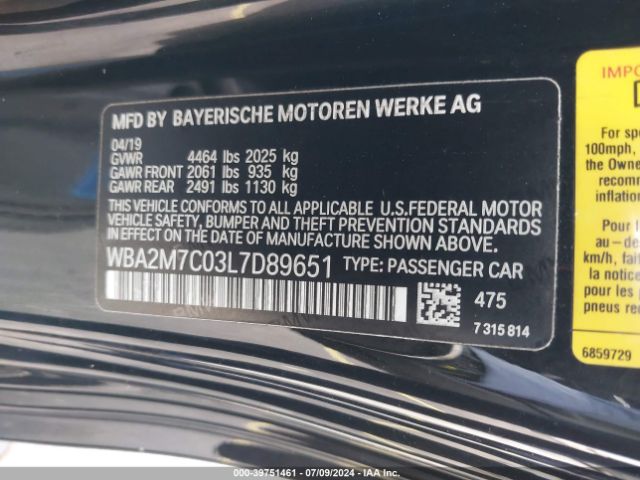 MFD BY BAYERISCHE MOTOREN WERKE AG
04/19
GVWR 4464 lbs 2025 kg
GAWR FRONT 2061 lbs 935 kg
GAWR REAR 2491 lbs 1130 kg
THIS VEHICLE CONFORMS TO ALL APPLICABLE U.S.FEDERAL MOTOR
VEHICLE SAFETY, BUMPER AND THEFT PREVENTION STANDARDS
IN EFFECT ON THE DATE OF MANUFACTURE SHOWN ABOVE.
WBA2M7C03L7D89651 TYPE: PASSENGER CAR
475
7 315 814
IMPO
For spe
100mph,
the Owne
recomm
inflation
Pour des
au – de
la notice
pour les
pneus rec
6859729
000-39751461 - 07/09/2024 - IAA Inc.